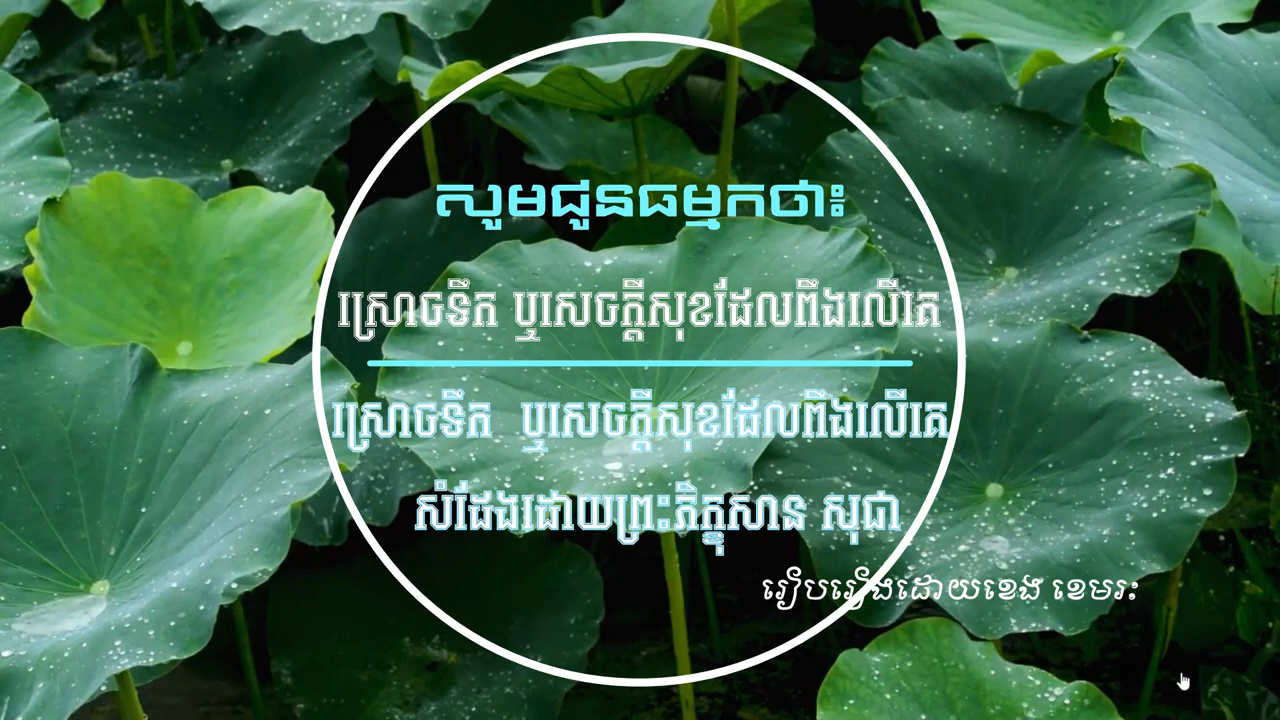 សូមជូនធម្មកថា៖
ស្រោចទឹក ឬសេចក្ដីសុខដែលពឹងលើគេ
ស្រោចទឹក ឬសេចក្ដីសុខដែលពឹងលើគេ
សំដែងដោយព្រះភិក្ខុសាន សុជា
រៀបរៀងដោយខេង ខេមរៈ